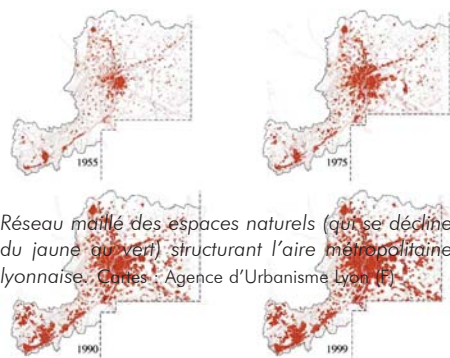 1955
1975
Réseau maillé des espaces naturels (qui se décline
du jaune au vert) structurant l'aire métropolitaine
lyonnaise. Cartes : Agence d'Urbanisme Lyon (F)
1990
1999